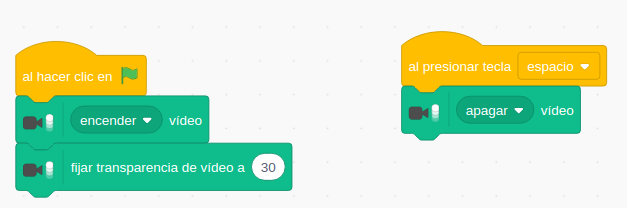 al hacer clic en
encender vídeo
fijar transparencia de vídeo a 30
al presionar tecla espacio
apagar vídeo